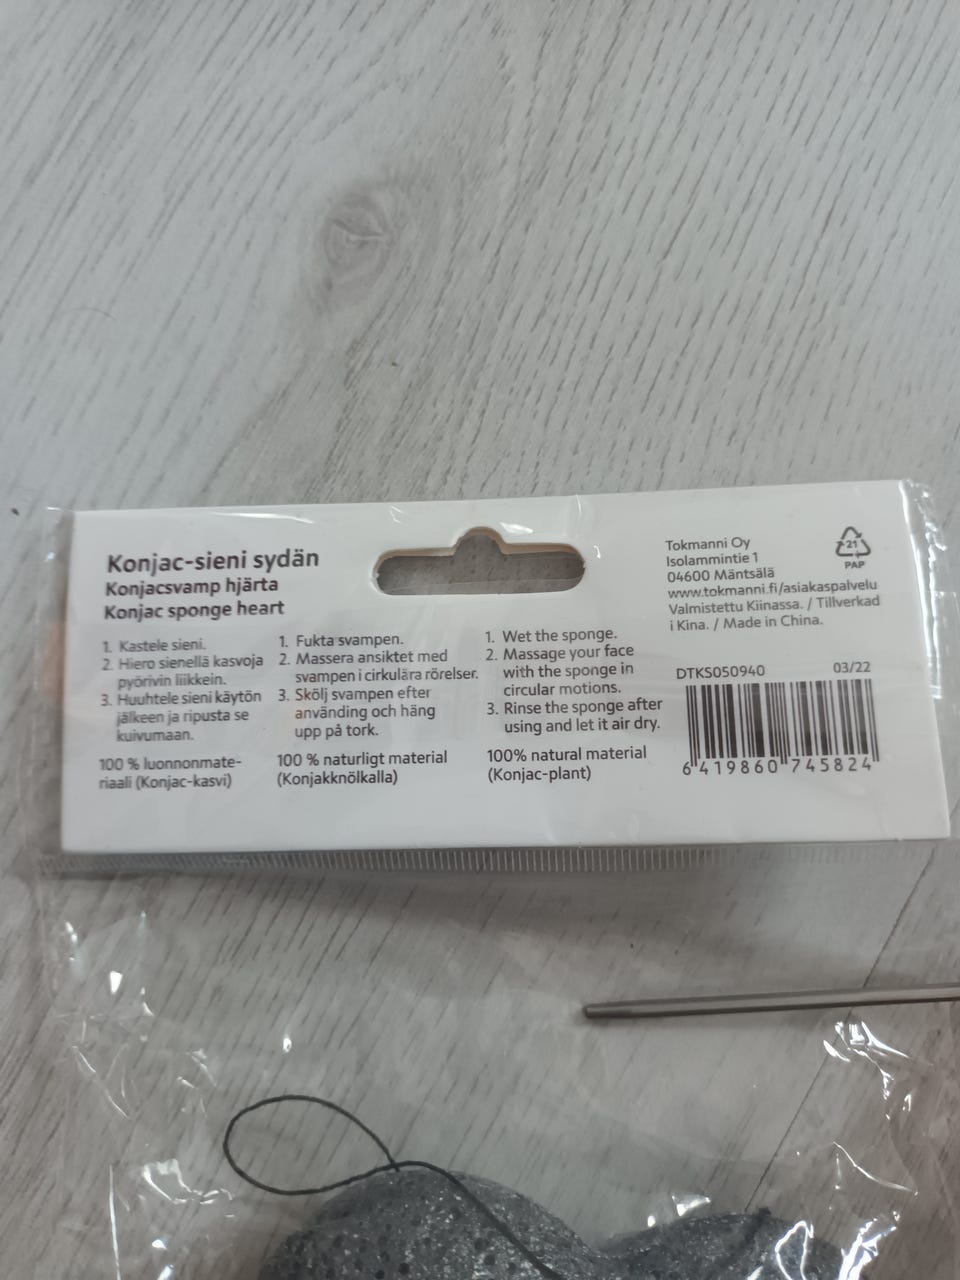 Konjac-sieni sydän
Konjacsvamp hjärta
Konjac sponge heart
1. Kastele sieni.
2. Hiero sienellä kasvoja
pyörivin liikkein.
3. Huuhtele sieni käytön
jälkeen ja ripusta se
kuivumaan.
100 % luonnonmate-
riaali (Konjac-kasvi)
1. Fukta svampen.
2. Massera ansiktet med
svampen i cirkulära rörelser.
3. Skölj svampen efter
använding och häng
upp på tork.
100 % naturligt material
(Konjakknölkalla)
1. Wet the sponge.
2. Massage your face
with the sponge in
circular motions.
3. Rinse the sponge after
using and let it air dry.
100% natural material
(Konjac-plant)
Tokmanni Oy
Isolammintie 1
04600 Mäntsälä
www.tokmanni.fi/asiakaspalvelu
Valmistettu Kiinassa. / Tillverkad
i Kina. / Made in China.
21
PAP
DTKS050940 03/22
6 419860 745824